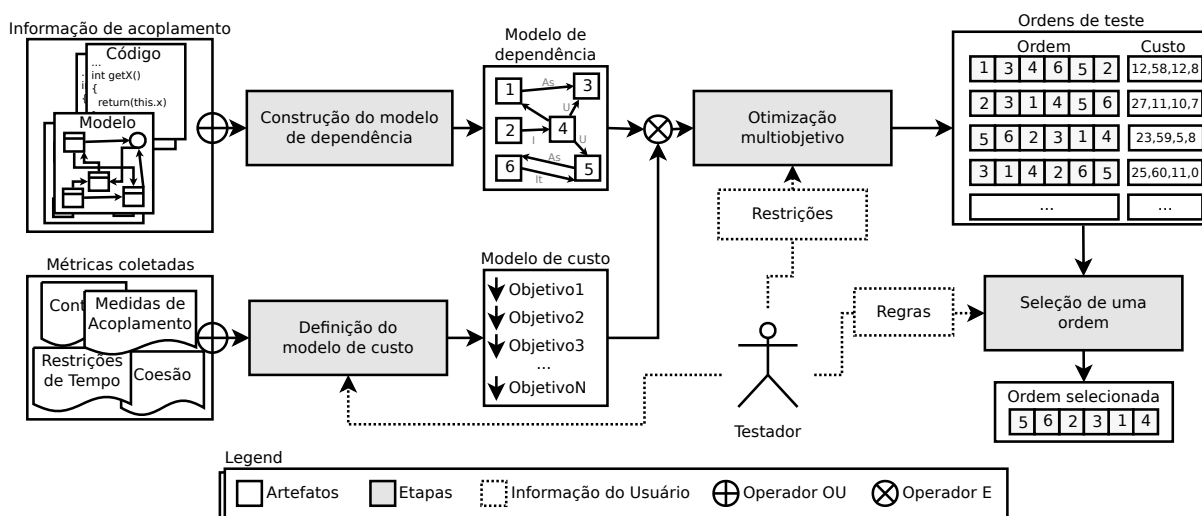 Informação de acoplamento
Código
...
int getX()
{
return(this.x)
Modelo
Construção do modelo
de dependência
Modelo de
dependência
1
As
3
U
2
I
4
U
6
As
It
5
Otimização
multiobjetivo
Ordens de teste
Ordem Custo
1 3 4 6 5 2 12,58,12,8
2 3 1 4 5 6 27,11,10,7
5 6 2 3 1 4 23,59,5,8
3 1 4 2 6 5 25,60,11,0
... ...
Restrições
Métricas coletadas
Medidas de
Acoplamento
Restrições
de Tempo
Coesão
Definição do
modelo de custo
Modelo de custo
Objetivo1
Objetivo2
Objetivo3
...
ObjetivoN
Testador
Regras
Seleção de uma
ordem
Ordem selecionada
5 6 2 3 1 4
Legend
Artefatos Etapas Informação do Usuário Operador OU Operador E